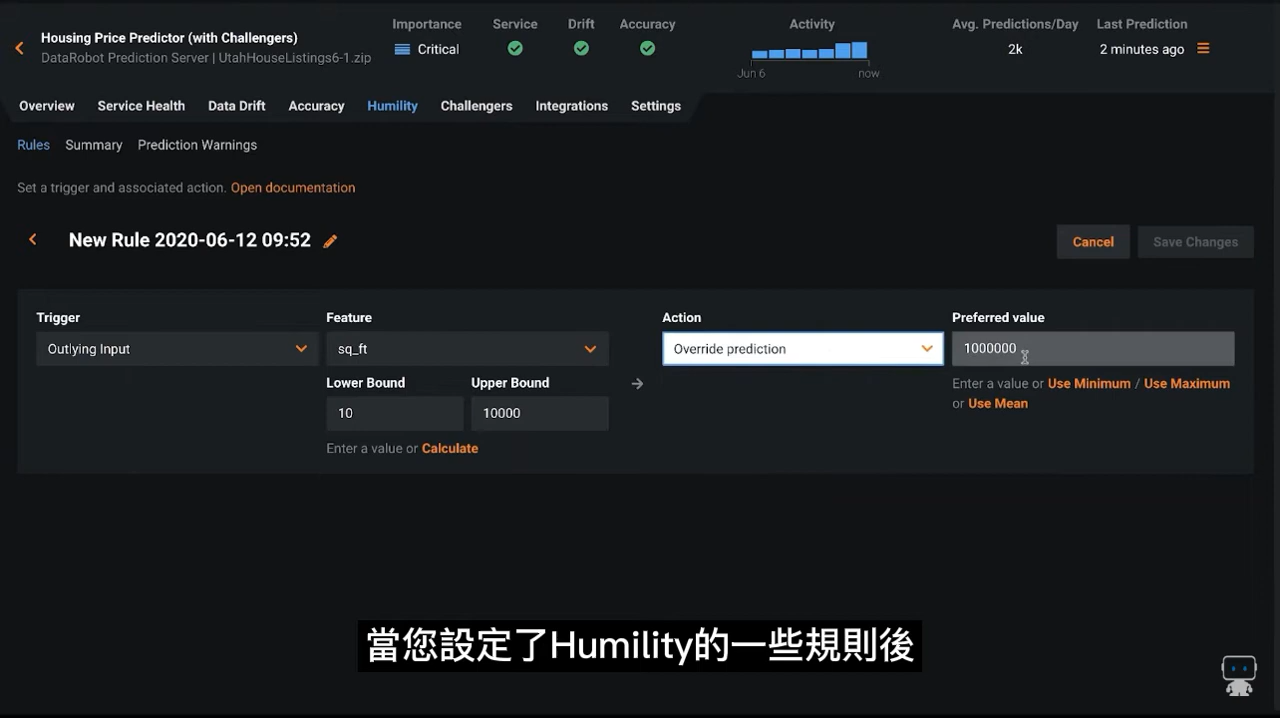 Housing Price Predictor (with Challengers)
DataRobot Prediction Server | UtahHouseListings6-1.zip
Importance
Critical
Service
Drift
Accuracy
Activity
Jun 6
now
Avg. Predictions/Day
2k
Last Prediction
2 minutes ago
Overview Service Health Data Drift Accuracy Humility Challengers Integrations Settings
Rules Summary Prediction Warnings
Set a trigger and associated action. Open documentation
New Rule 2020-06-12 09:52
Cancel Save Changes
Trigger
Outlying Input
Feature
sq_ft
Lower Bound Upper Bound
10 10000
Enter a value or Calculate
Action
Override prediction
Preferred value
1000000
Enter a value or Use Minimum / Use Maximum
or Use Mean
當您設定了Humility的一些規則後